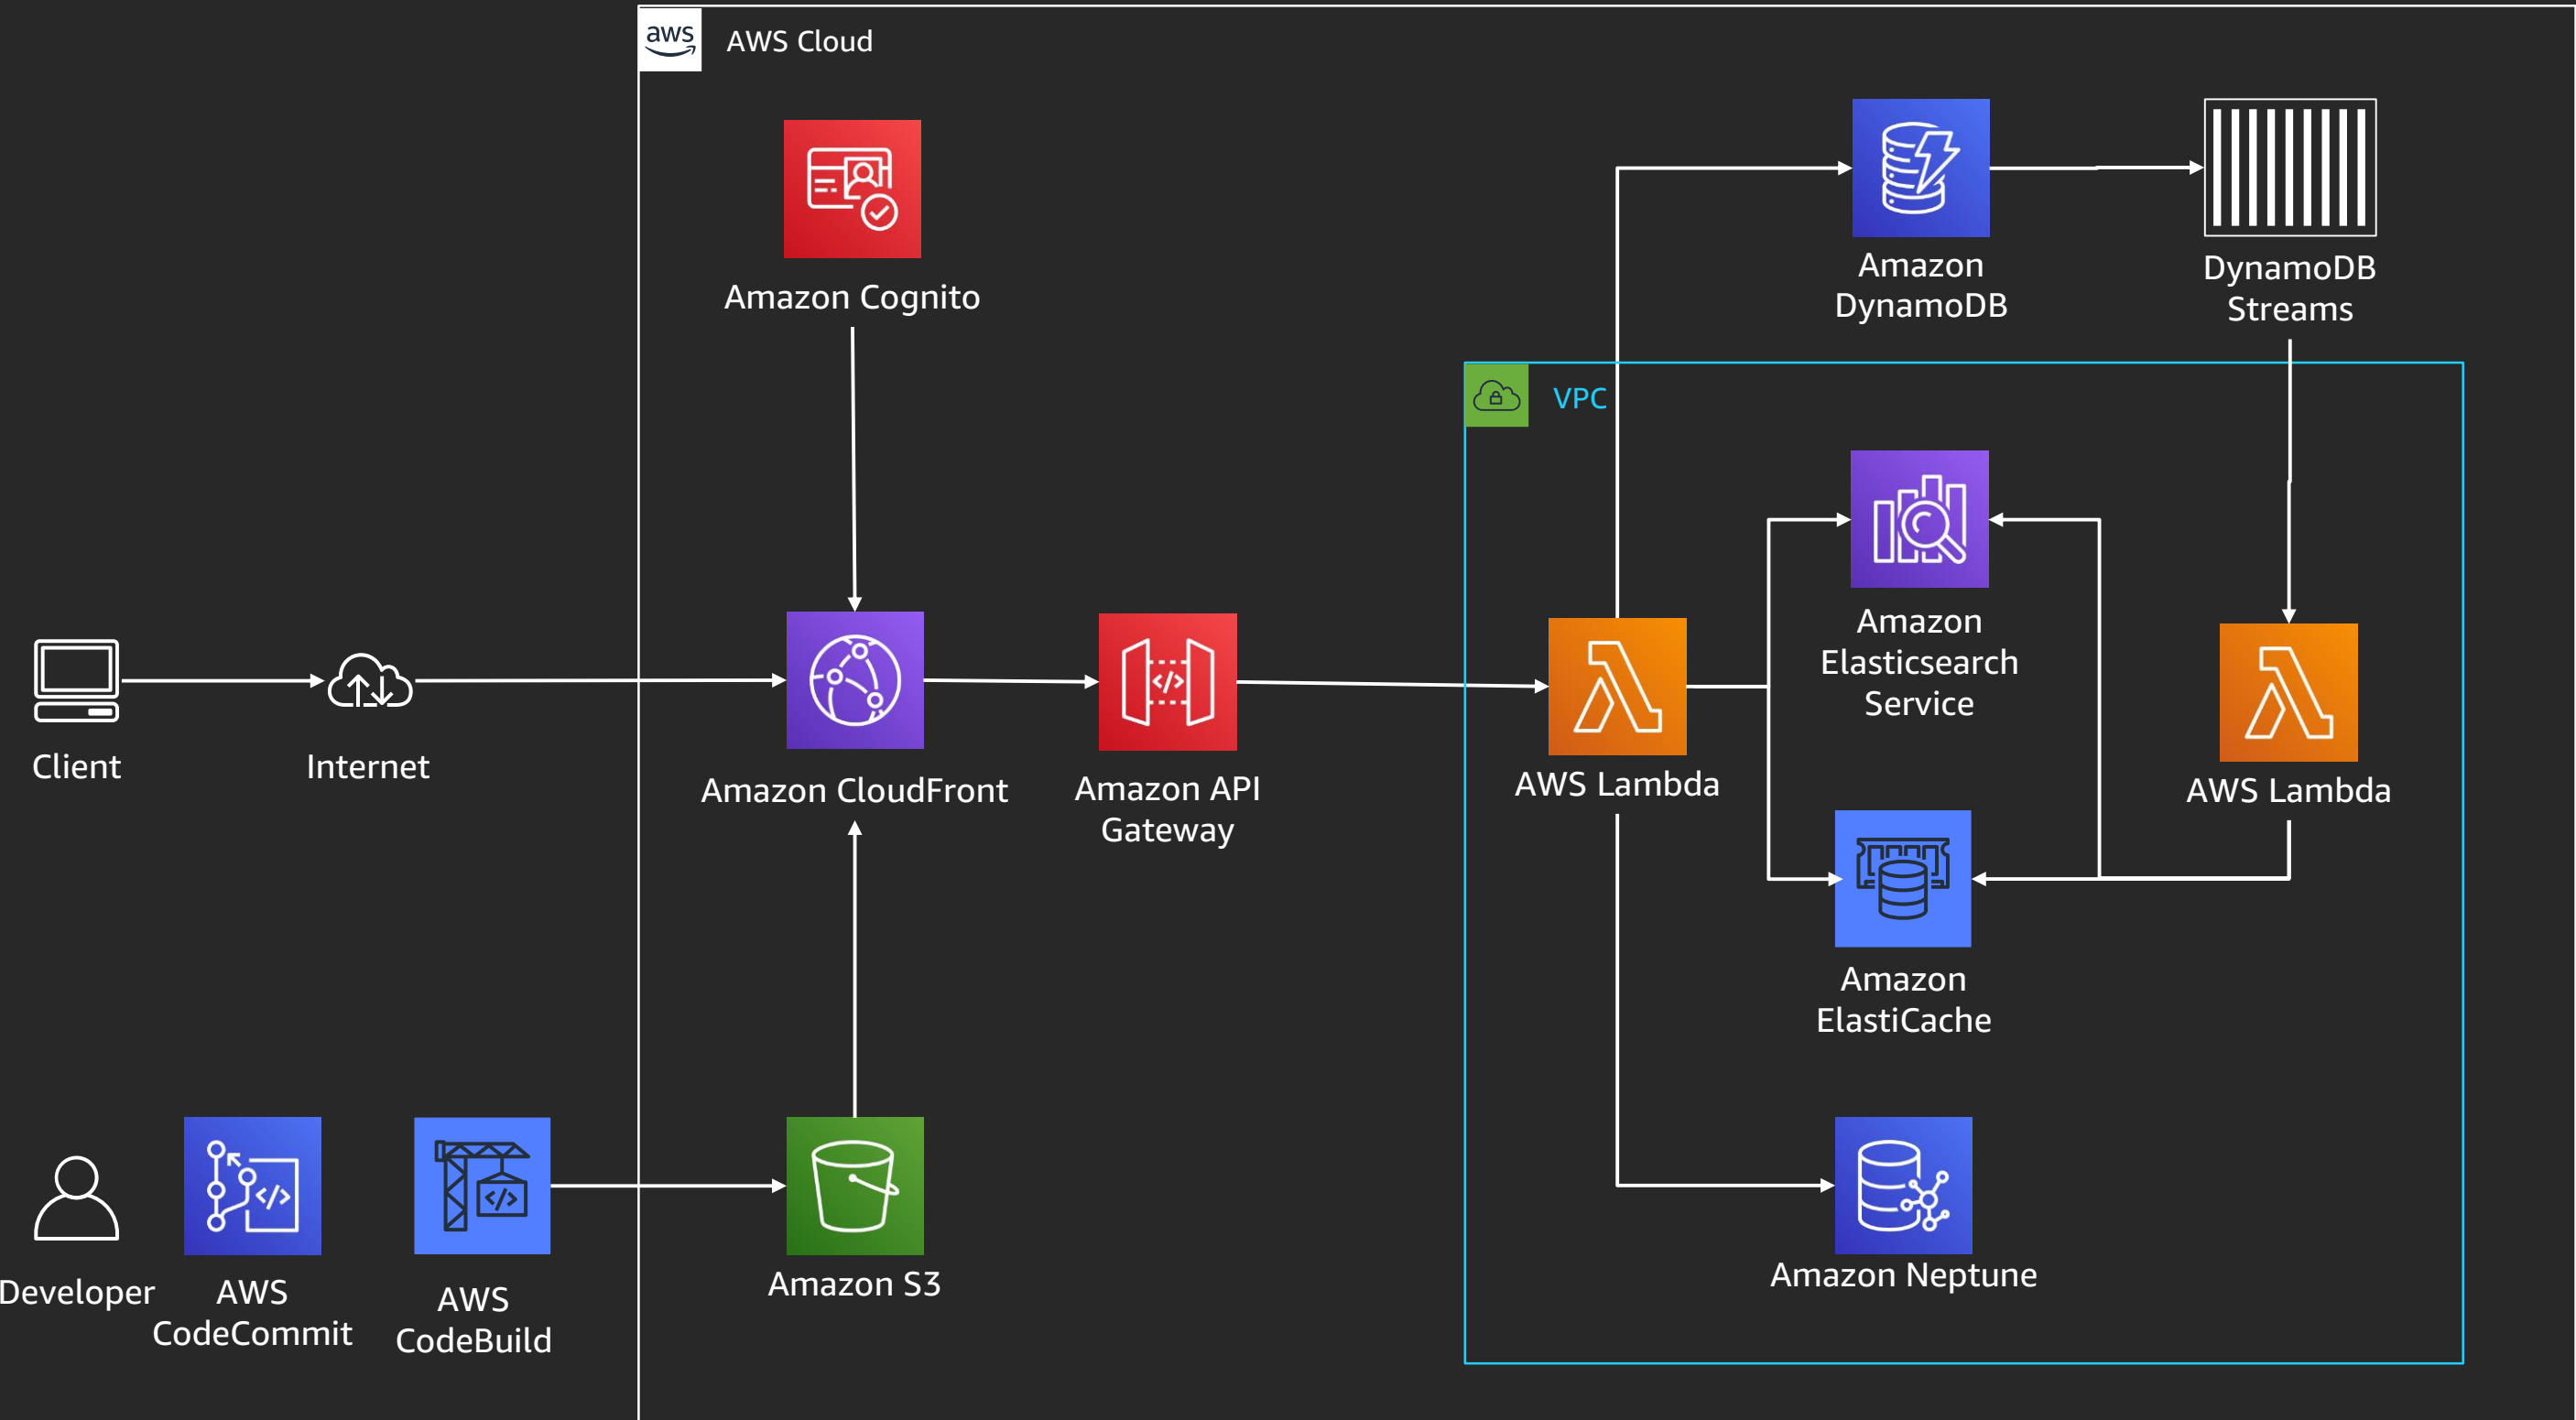 aws
AWS Cloud
Amazon Cognito
Amazon
DynamoDB
DynamoDB
Streams
VPC
Amazon
Elasticsearch
Service
Client
Internet
Amazon CloudFront
Amazon API
Gateway
AWS Lambda
AWS Lambda
Amazon
ElastiCache
Developer
AWS
CodeCommit
AWS
CodeBuild
Amazon S3
Amazon Neptune